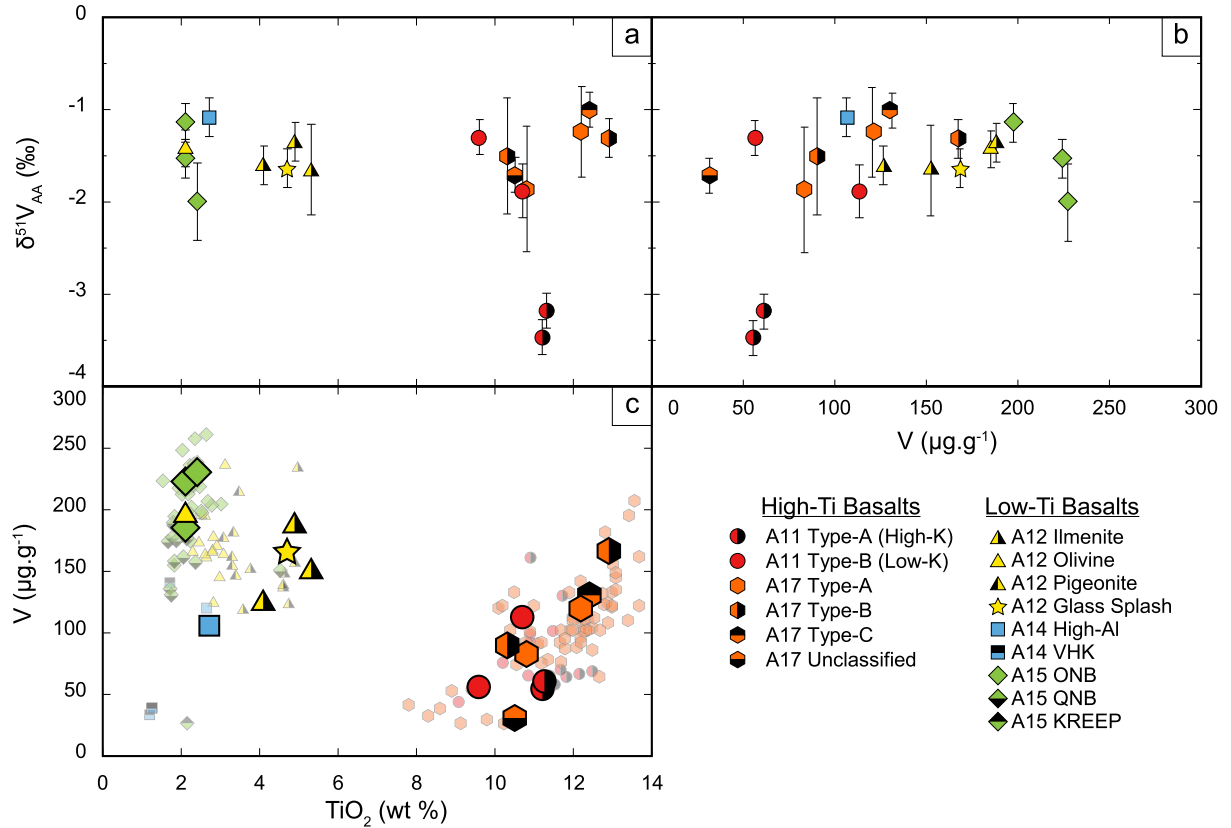 0
-1
-2
-3
-4
δ⁵¹V_AA (‰)
a
b
0 50 100 150 200 250 300
V (µg.g⁻¹)
300
250
200
150
100
50
0
V (µg.g⁻¹)
c
0 2 4 6 8 10 12 14
TiO₂ (wt %)
High-Ti Basalts
A11 Type-A (High-K)
A11 Type-B (Low-K)
A17 Type-A
A17 Type-B
A17 Type-C
A17 Unclassified
Low-Ti Basalts
A12 Ilmenite
A12 Olivine
A12 Pigeonite
A12 Glass Splash
A14 High-Al
A14 VHK
A15 ONB
A15 QNB
A15 KREEP